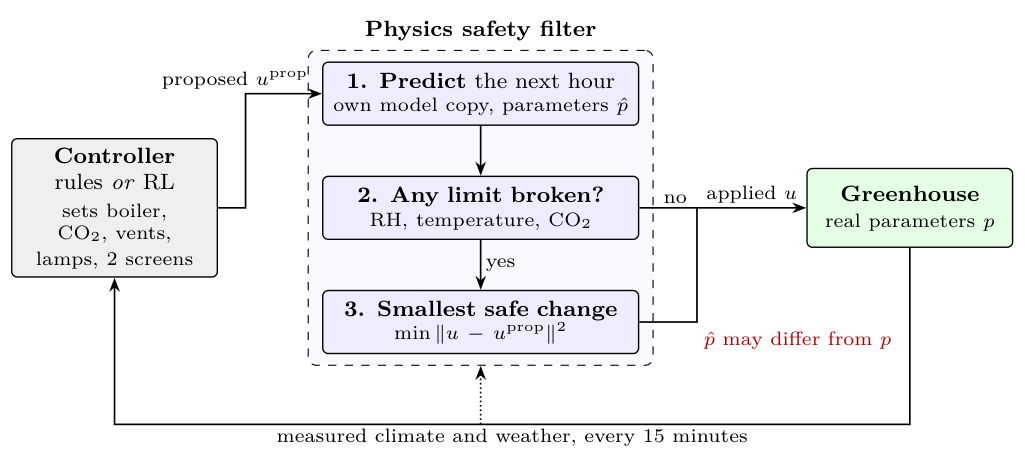 Physics safety filter
proposed u^prop
1. Predict the next hour
own model copy, parameters p̂
Controller
rules or RL
sets boiler,
CO₂, vents,
lamps, 2 screens
2. Any limit broken?
RH, temperature, CO₂
no
applied u
Greenhouse
real parameters p
yes
3. Smallest safe change
min ‖u − u^prop‖²
p̂ may differ from p
measured climate and weather, every 15 minutes